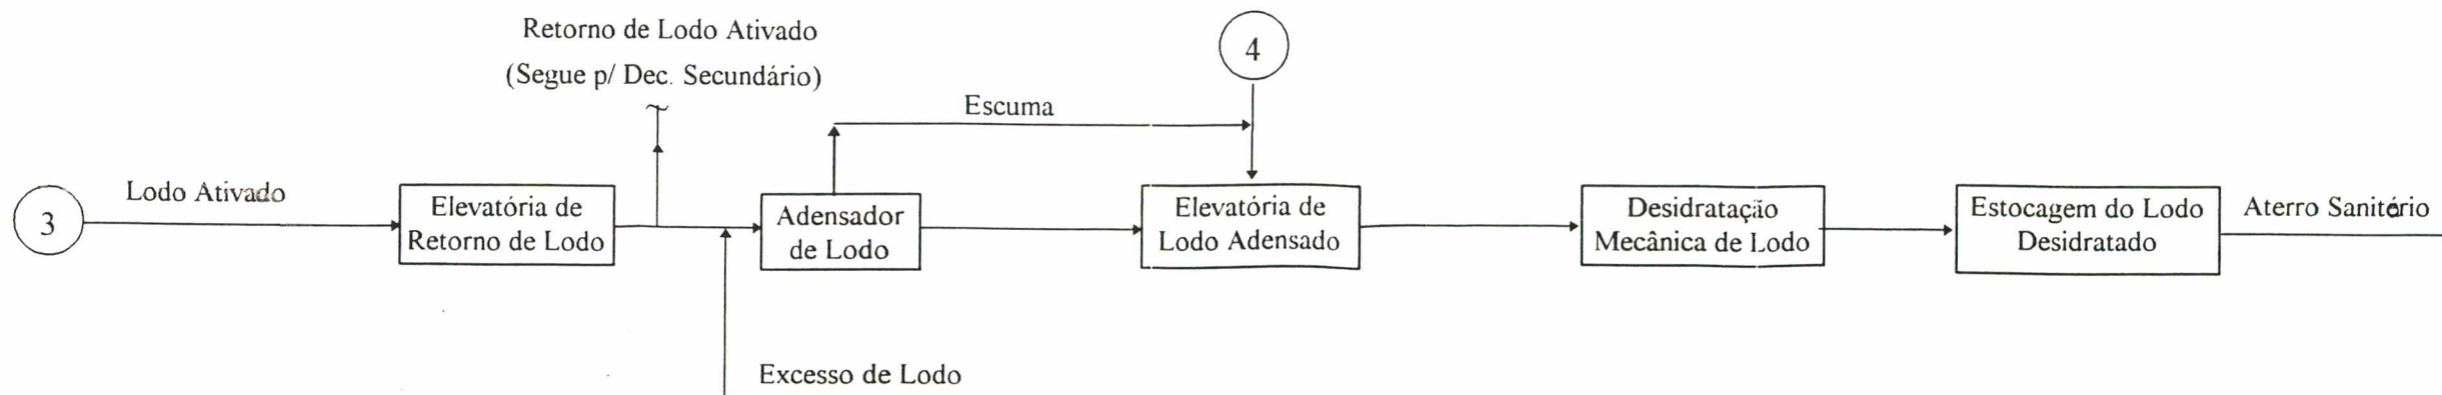 Retorno de Lodo Ativado
(Segue p/ Dec. Secundário)
4
Escuma
3
Lodo Ativado
Elevatória de
Retorno de Lodo
Adensador
de Lodo
Elevatória de
Lodo Adensado
Desidratação
Mecânica de Lodo
Estocagem do Lodo
Desidratado
Aterro Sanitário
Excesso de Lodo